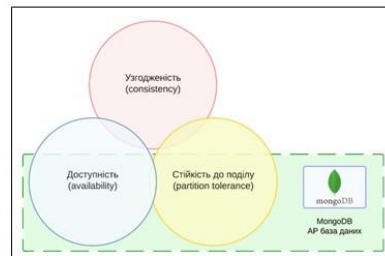 Узгодженість
(consistency)
Доступність
(availability)
Стійкість до поділу
(partition tolerance)
mongoDB
MongoDB
AP база даних